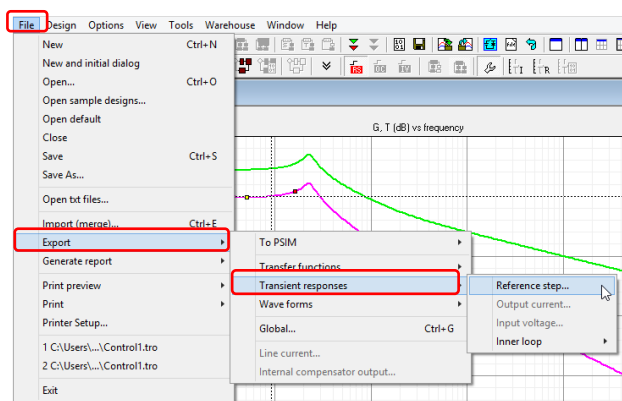 File Design Options View Tools Warehouse Window Help
New Ctrl+N
New and initial dialog
Open... Ctrl+O
Open sample designs...
Open default
Close
Save Ctrl+S
Save As...
Open txt files...
Import (merge)... Ctrl+E
Export
Generate report
Print preview
Print
Printer Setup...
1 C:\Users\...\Control1.tro
2 C:\Users\...\Control1.tro
Exit
G, T (dB) vs frequency
To PSIM
Transfer functions
Transient responses
Wave forms
Global... Ctrl+G
Line current...
Internal compensator output...
Reference step...
Output current...
Input voltage...
Inner loop